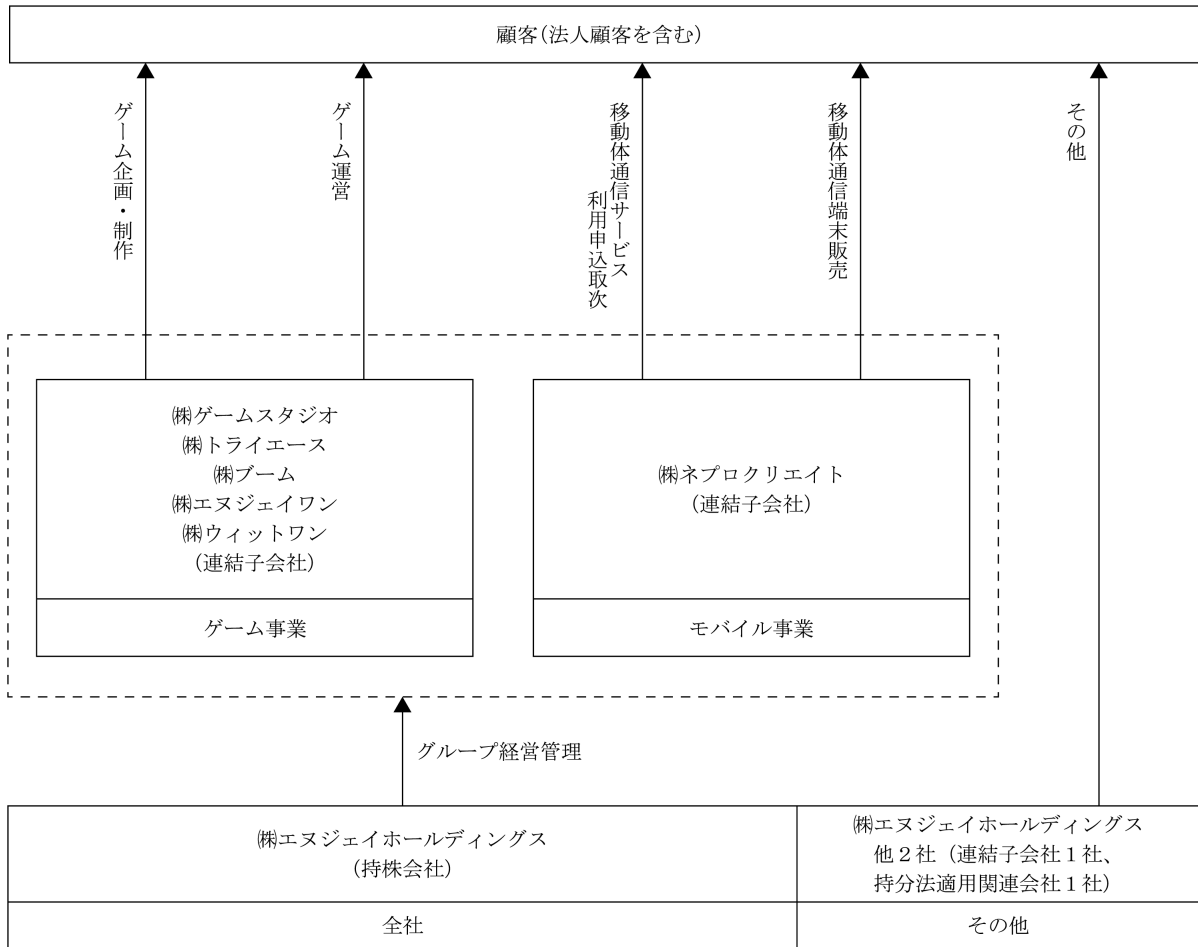 顧客(法人顧客を含む)
ゲーム企画・制作
ゲーム運営
移動体通信サービス
利用申込取次
移動体通信端末販売
その他
㈱ゲームスタジオ
㈱トライエース
㈱ブーム
㈱エヌジェイワン
㈱ウィットワン
(連結子会社)
ゲーム事業
㈱ネプロクリエイト
(連結子会社)
モバイル事業
グループ経営管理
㈱エヌジェイホールディングス
(持株会社)
全社
㈱エヌジェイホールディングス
他2社(連結子会社1社、
持分法適用関連会社1社)
その他